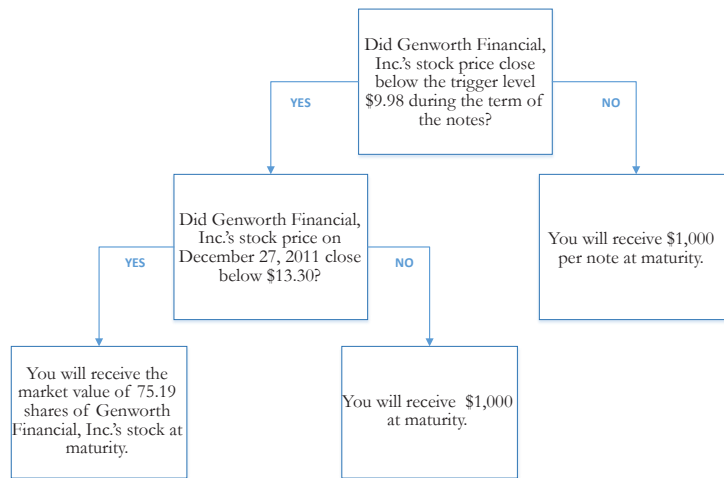 Did Genworth Financial,
Inc.'s stock price close
below the trigger level
$9.98 during the term of
the notes?
YES
NO
Did Genworth Financial,
Inc.'s stock price on
December 27, 2011 close
below $13.30?
You will receive $1,000
per note at maturity.
YES
NO
You will receive the
market value of 75.19
shares of Genworth
Financial, Inc.'s stock at
maturity.
You will receive $1,000
at maturity.